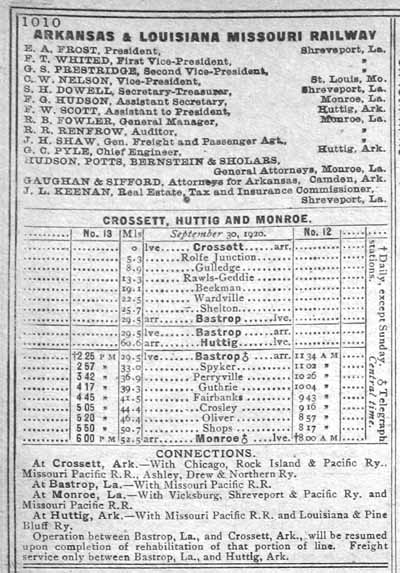 1010
ARKANSAS & LOUISIANA MISSOURI RAILWAY
E. A. FROST, President, Shreveport, La.
F. T. WHITED, First Vice-President, "
G. S. PRESTRIDGE, Second Vice-President, "
C. W. NELSON, Vice-President, St. Louis, Mo.
S. H. DOWELL, Secretary-Treasurer, Shreveport, La.
F. G. HUDSON, Assistant Secretary, Monroe, La.
F. W. SCOTT, Assistant to President, Huttig, Ark.
R. B. FOWLER, General Manager, Monroe, La.
R. R. RENFROW, Auditor, "
J. H. SHAW, Gen. Freight and Passenger Agt., "
G. C. PYLE, Chief Engineer, Huttig, Ark.
HUDSON, POTTS, BERNSTEIN & SHOLARS,
General Attorneys, Monroe, La.
GAUGHAN & SIFFORD, Attorneys for Arkansas, Camden, Ark.
J. L. KEENAN, Real Estate, Tax and Insurance Commissioner,
Shreveport, La.
CROSSETT, HUTTIG AND MONROE.
No. 13 Mls September 30, 1920. No. 12
0 lve. Crossett arr.
5.3 Rolfe Junction
8.9 Gulledge
13.3 Rawls-Geddie
19.1 Beekman
22.5 Wardville
25.7 Shelton
29.5 arr. Bastrop lve.
29.5 lve. Bastrop arr.
60.6 arr. Huttig lve.
†2 25 P M 29.5 lve. Bastrop ♁ arr. 11 34 A M
2 57 " 33.0 Spyker 11 02 "
3 42 " 36.9 Perryville 10 26 "
4 17 " 39.3 Guthrie 10 04 "
4 45 " 41.5 Fairbanks 9 43 "
5 05 " 44.4 Crosley 9 16 "
5 20 " 46.4 Oliver 8 57 "
5 50 " 50.7 Shops 8 17 "
6 00 P M 52.5 arr. Monroe ♁ lve. †8 00 A M
† Daily, except Sunday. ♁ Telegraph
stations. Central time.
CONNECTIONS.
At Crossett, Ark.—With Chicago, Rock Island & Pacific Ry.,
Missouri Pacific R.R., Ashley, Drew & Northern Ry.
At Bastrop, La.—With Missouri Pacific R.R.
At Monroe, La.—With Vicksburg, Shreveport & Pacific Ry. and
Missouri Pacific R.R.
At Huttig, Ark.—With Missouri Pacific R.R. and Louisiana & Pine
Bluff Ry.
Operation between Bastrop, La., and Crossett, Ark., will be resumed
upon completion of rehabilitation of that portion of line. Freight
service only between Bastrop, La., and Huttig, Ark.